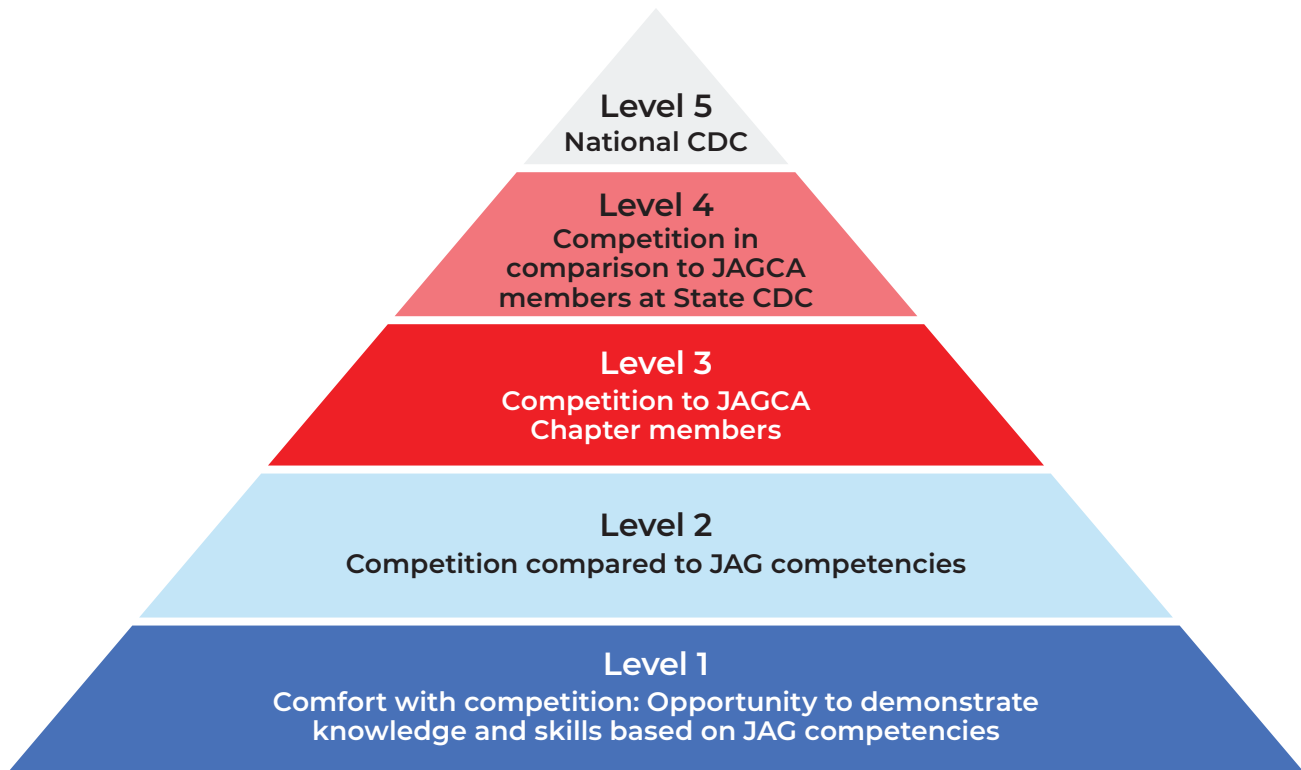 Level 5
National CDC
Level 4
Competition in
comparison to JAGCA
members at State CDC
Level 3
Competition to JAGCA
Chapter members
Level 2
Competition compared to JAG competencies
Level 1
Comfort with competition: Opportunity to demonstrate
knowledge and skills based on JAG competencies